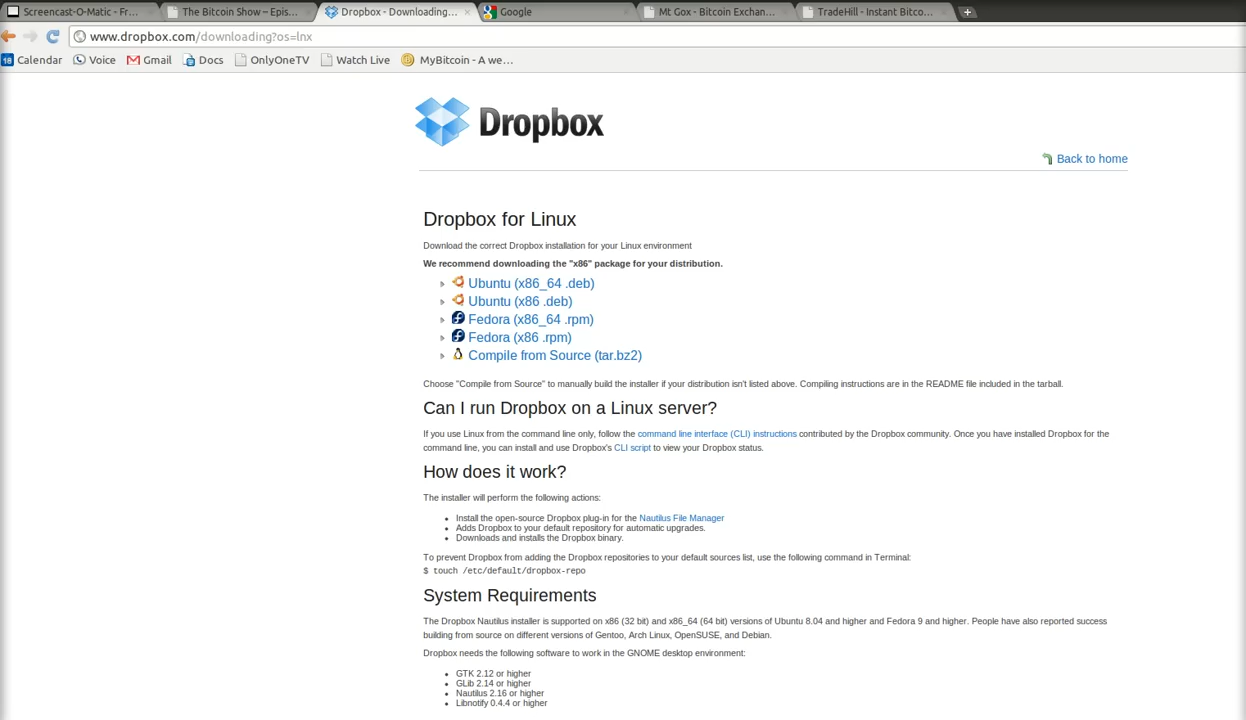 Screencast-O-Matic - Fr…
The Bitcoin Show – Epis…
Dropbox - Downloading…
Google
Mt Gox - Bitcoin Exchan…
TradeHill - Instant Bitco…
www.dropbox.com/downloading?os=lnx
18 Calendar
Voice
Gmail
Docs
OnlyOneTV
Watch Live
MyBitcoin - A we…
Dropbox
Back to home
Dropbox for Linux
Download the correct Dropbox installation for your Linux environment
We recommend downloading the "x86" package for your distribution.
Ubuntu (x86_64 .deb)
Ubuntu (x86 .deb)
Fedora (x86_64 .rpm)
Fedora (x86 .rpm)
Compile from Source (tar.bz2)
Choose "Compile from Source" to manually build the installer if your distribution isn't listed above. Compiling instructions are in the README file included in the tarball.
Can I run Dropbox on a Linux server?
If you use Linux from the command line only, follow the command line interface (CLI) instructions contributed by the Dropbox community. Once you have installed Dropbox for the
command line, you can install and use Dropbox's CLI script to view your Dropbox status.
How does it work?
The installer will perform the following actions:
Install the open-source Dropbox plug-in for the Nautilus File Manager
Adds Dropbox to your default repository for automatic upgrades.
Downloads and installs the Dropbox binary.
To prevent Dropbox from adding the Dropbox repositories to your default sources list, use the following command in Terminal:
$ touch /etc/default/dropbox-repo
System Requirements
The Dropbox Nautilus installer is supported on x86 (32 bit) and x86_64 (64 bit) versions of Ubuntu 8.04 and higher and Fedora 9 and higher. People have also reported success
building from source on different versions of Gentoo, Arch Linux, OpenSUSE, and Debian.
Dropbox needs the following software to work in the GNOME desktop environment:
GTK 2.12 or higher
GLib 2.14 or higher
Nautilus 2.16 or higher
Libnotify 0.4.4 or higher